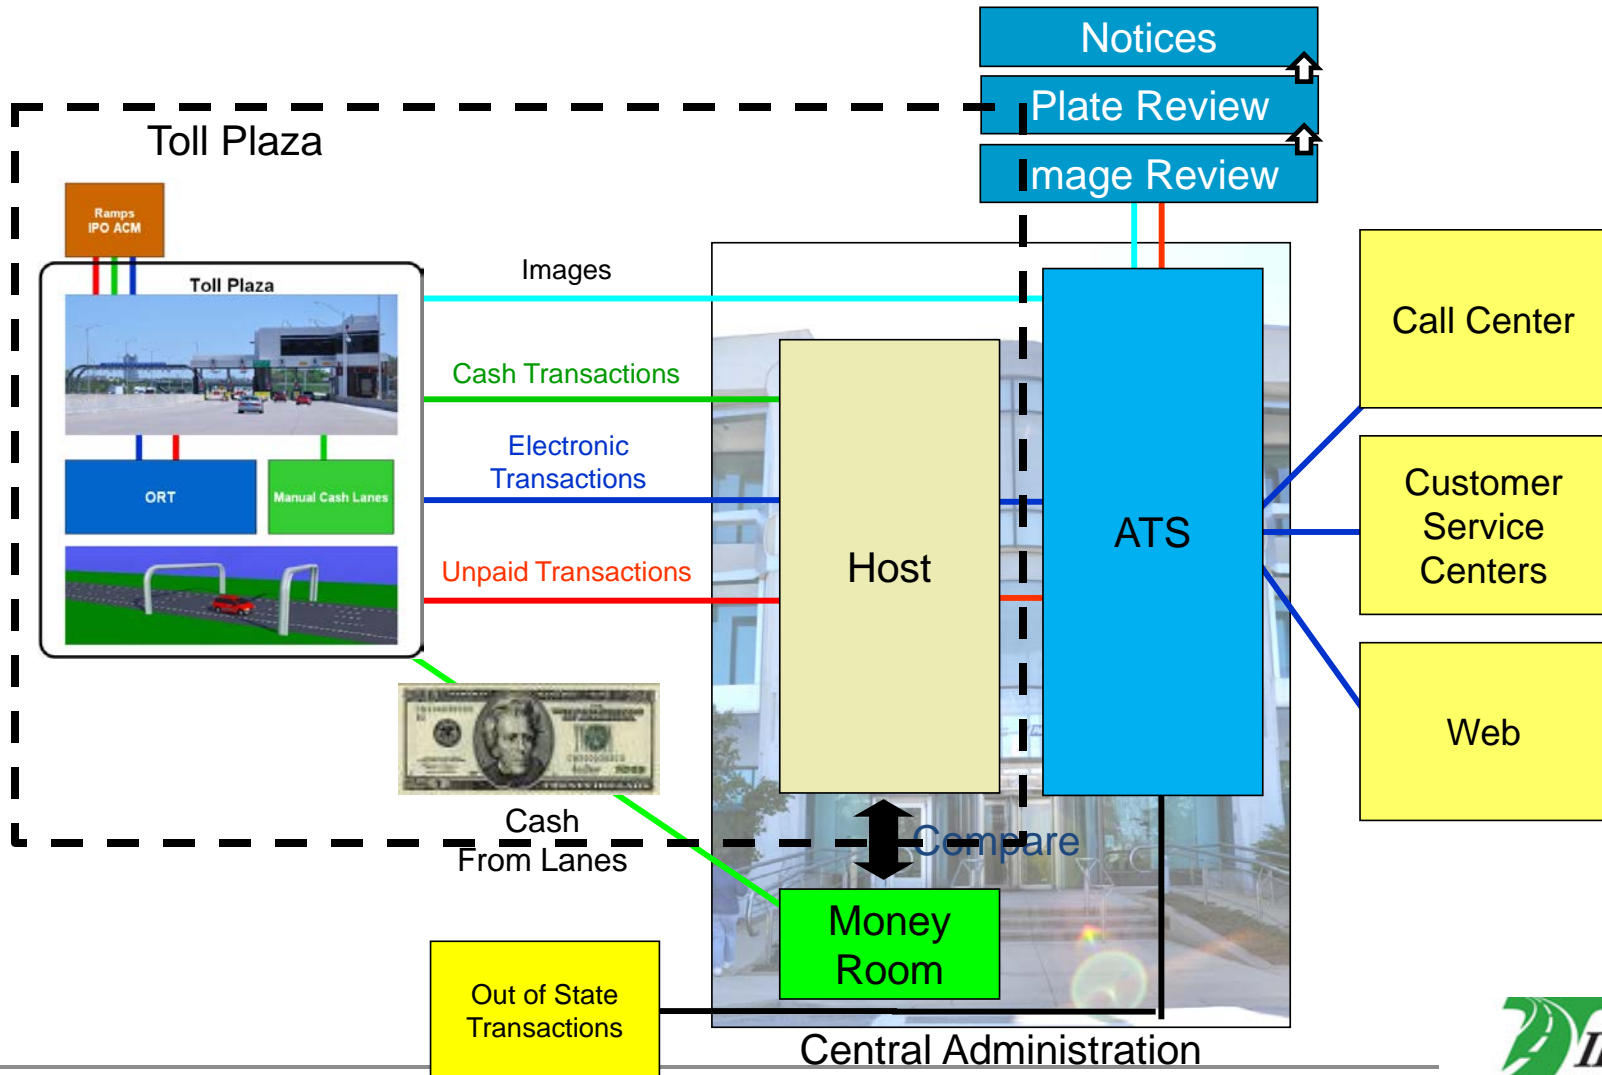 Notices
Plate Review
mage Review
Toll Plaza
Ramps
IPO ACM
Toll Plaza
ORT
Manual Cash Lanes
Images
Cash Transactions
Electronic
Transactions
Unpaid Transactions
Cash
From Lanes
Host
ATS
Compare
Money
Room
Out of State
Transactions
Central Administration
Call Center
Customer
Service
Centers
Web